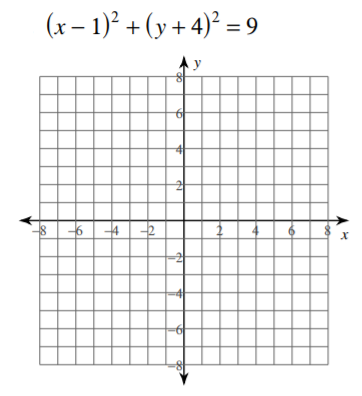 (x – 1)² + (y + 4)² = 9
y
8
6
4
2
–8 –6 –4 –2 2 4 6 8 x
–2
–4
–6
–8